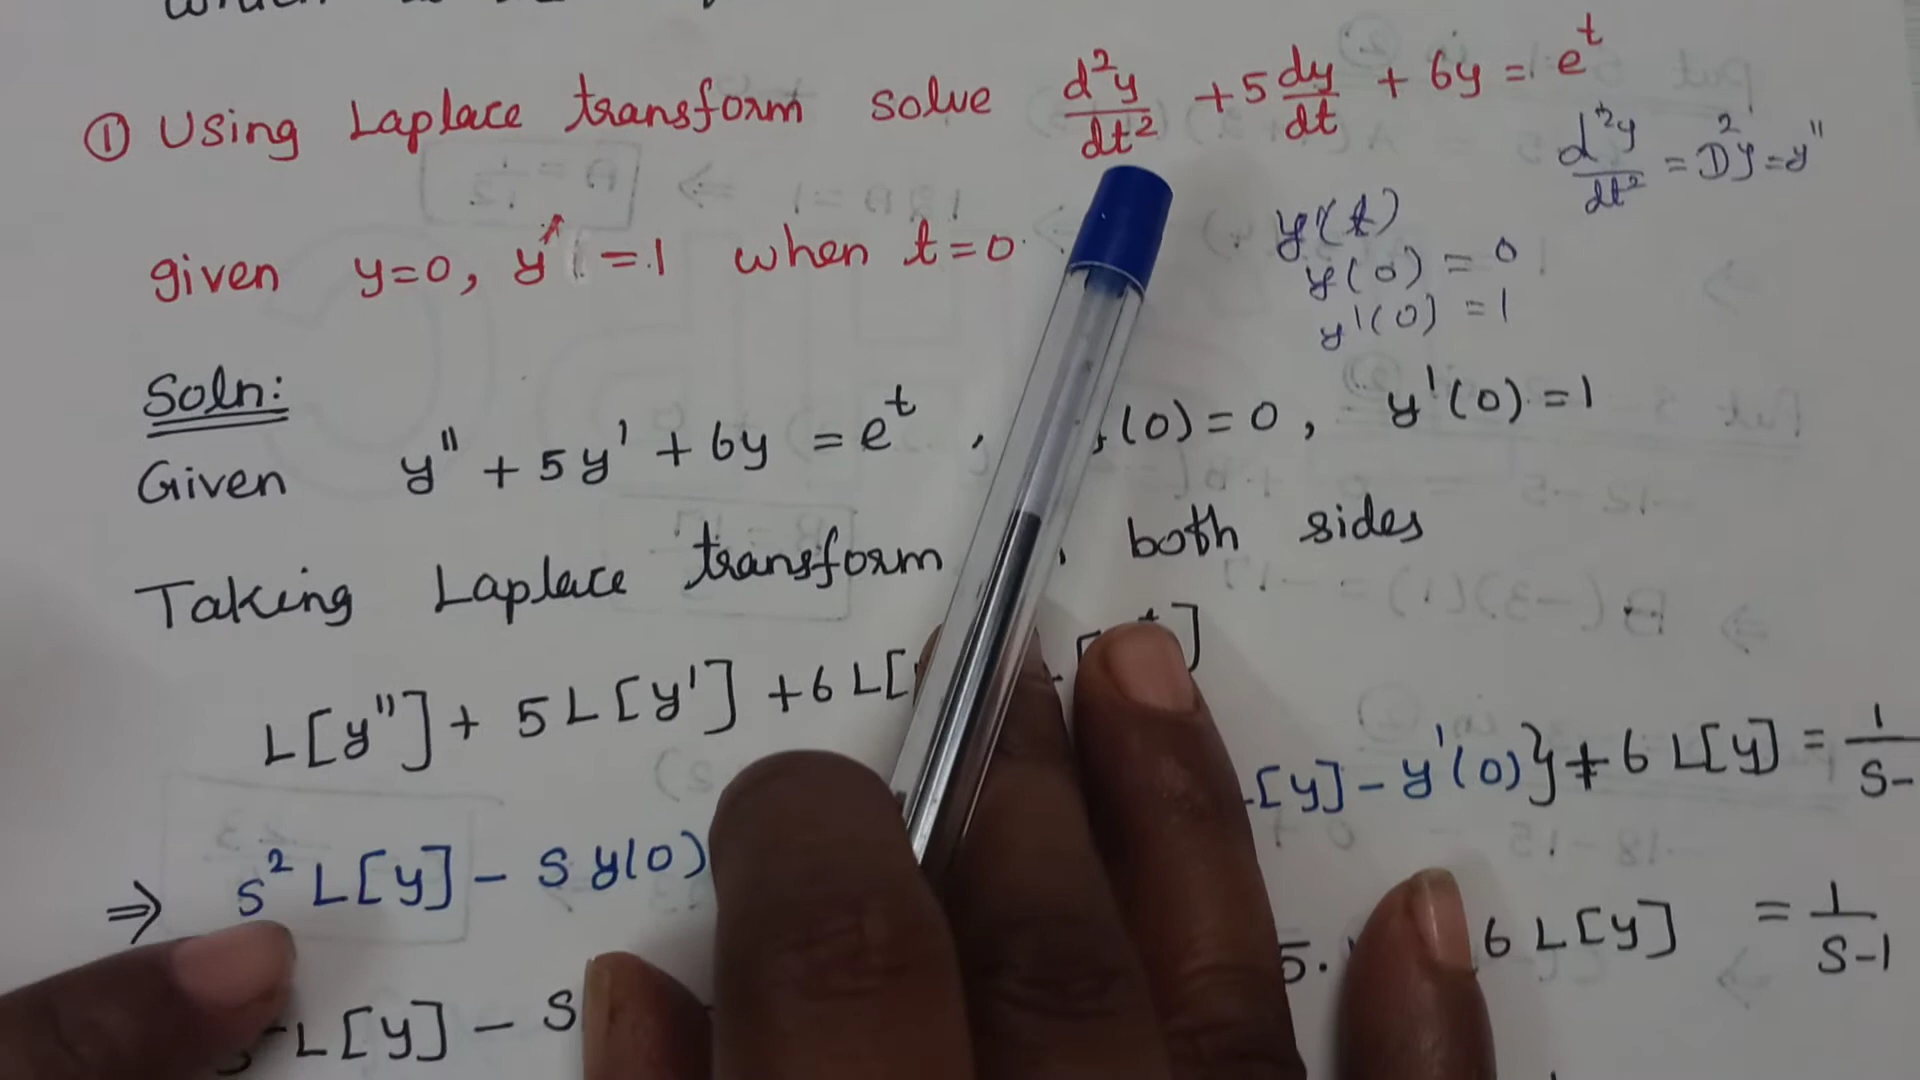 ① Using Laplace transform solve d²y/dt² + 5 dy/dt + 6y = e^t
d²y/dt² = D²y = y''
given y=0, y' = 1 when t=0
y(t)
y(0) = 0
y'(0) = 1
Soln:
Given y'' + 5y' + 6y = e^t , (0) = 0 , y'(0) = 1
Taking Laplace transform both sides
L[y''] + 5L[y'] + 6L[ ]
[y] - y'(0)} + 6 L[y] = 1/s-
⇒ s² L[y] - s y(0)
5. 6 L[y] = 1/s-1
L[y] - s